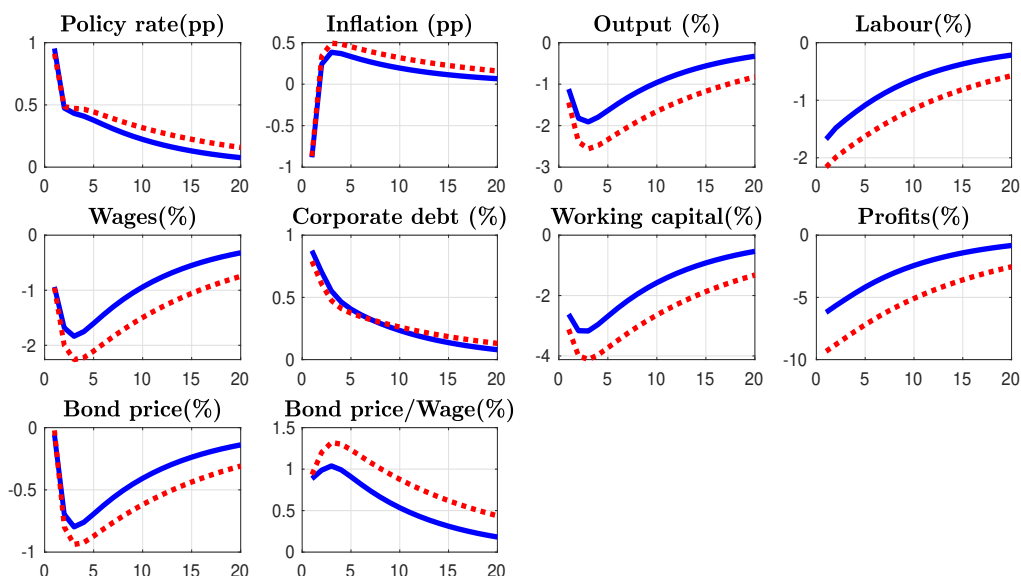 Policy rate(pp) Inflation (pp) Output (%) Labour(%)
1 0.5 0 0
0.5 0 -1 -1
-0.5 -2 -2
0 -1 -3
0 5 10 15 20 0 5 10 15 20 0 5 10 15 20 0 5 10 15 20
Wages(%) Corporate debt (%) Working capital(%) Profits(%)
0 1 0 0
-1 0.5 -2 -5
-2 0 -4 -10
0 5 10 15 20 0 5 10 15 20 0 5 10 15 20 0 5 10 15 20
Bond price(%) Bond price/Wage(%)
0 1.5
1
-0.5 0.5
-1 0
0 5 10 15 20 0 5 10 15 20